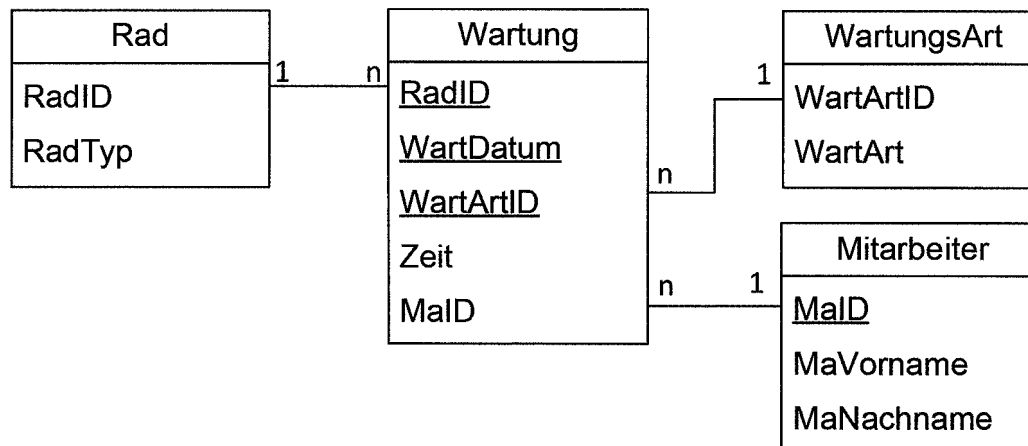 Rad
RadID
RadTyp
1
n
Wartung
RadID
WartDatum
WartArtID
Zeit
MaID
n
1
WartungsArt
WartArtID
WartArt
n
1
Mitarbeiter
MaID
MaVorname
MaNachname